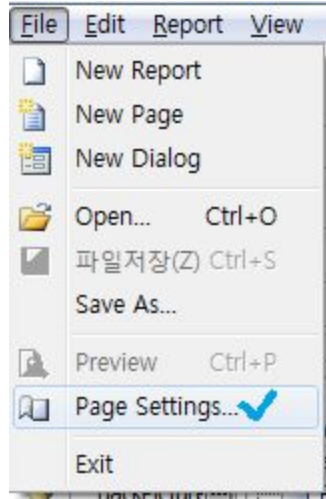 File Edit Report View
New Report
New Page
New Dialog
Open... Ctrl+O
파일저장(Z) Ctrl+S
Save As...
Preview Ctrl+P
Page Settings...
Exit